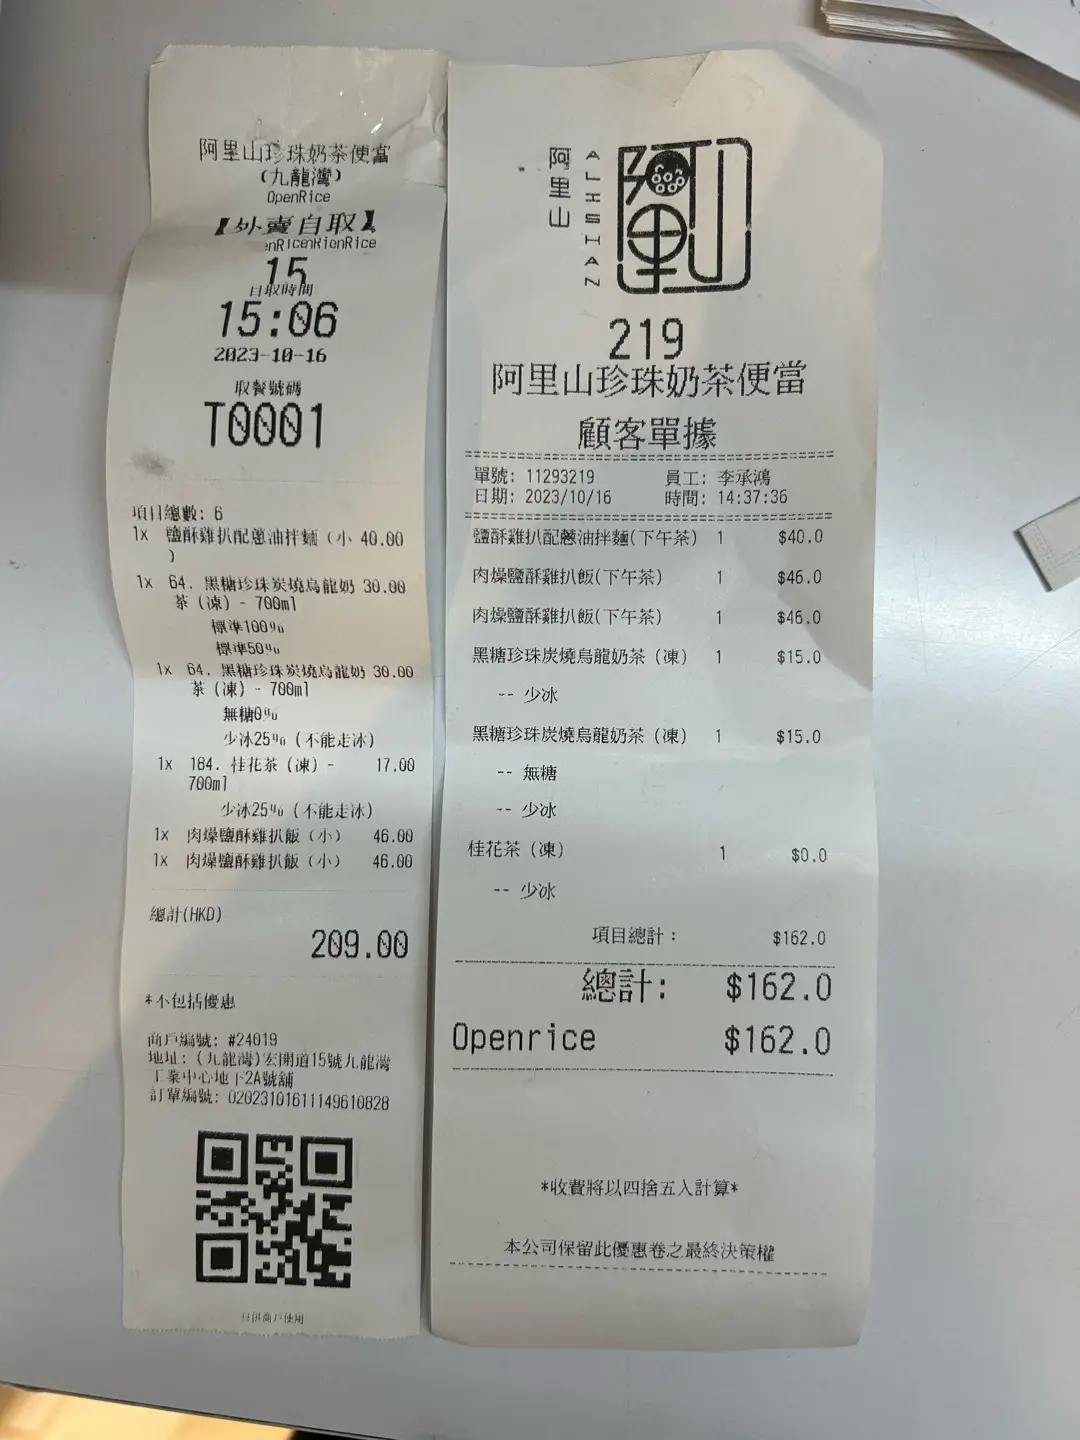 阿里山珍珠奶茶便當
(九龍灣)
OpenRice
【外賣自取】
15
自取時間
15:06
2023-10-16
取餐號碼
T0001
項目總數: 6
1x 鹽酥雞扒配蔥油拌麵（小 40.00
）
1x 64. 黑糖珍珠炭燒烏龍奶 30.00
茶（凍）- 700ml
標準100%
標準50%
1x 64. 黑糖珍珠炭燒烏龍奶 30.00
茶（凍）- 700ml
無糖0%
少冰25%（不能走冰）
1x 184. 桂花茶（凍）- 17.00
700ml
少冰25%（不能走冰）
1x 肉燥鹽酥雞扒飯（小） 46.00
1x 肉燥鹽酥雞扒飯（小） 46.00
總計(HKD)
209.00
*不包括優惠
商戶編號: #24019
地址:（九龍灣)宏開道15號九龍灣
工業中心地下2A號舖
訂單編號: 02023101611149610828
只供商戶使用
阿里山
ALISHAN
219
阿里山珍珠奶茶便當
顧客單據
單號: 11293219 員工: 李承鴻
日期: 2023/10/16 時間: 14:37:36
鹽酥雞扒配蔥油拌麵(下午茶) 1 $40.0
肉燥鹽酥雞扒飯(下午茶) 1 $46.0
肉燥鹽酥雞扒飯(下午茶) 1 $46.0
黑糖珍珠炭燒烏龍奶茶（凍） 1 $15.0
-- 少冰
黑糖珍珠炭燒烏龍奶茶（凍） 1 $15.0
-- 無糖
-- 少冰
桂花茶（凍） 1 $0.0
-- 少冰
項目總計： $162.0
總計: $162.0
Openrice $162.0
*收費將以四捨五入計算*
本公司保留此優惠卷之最終決策權